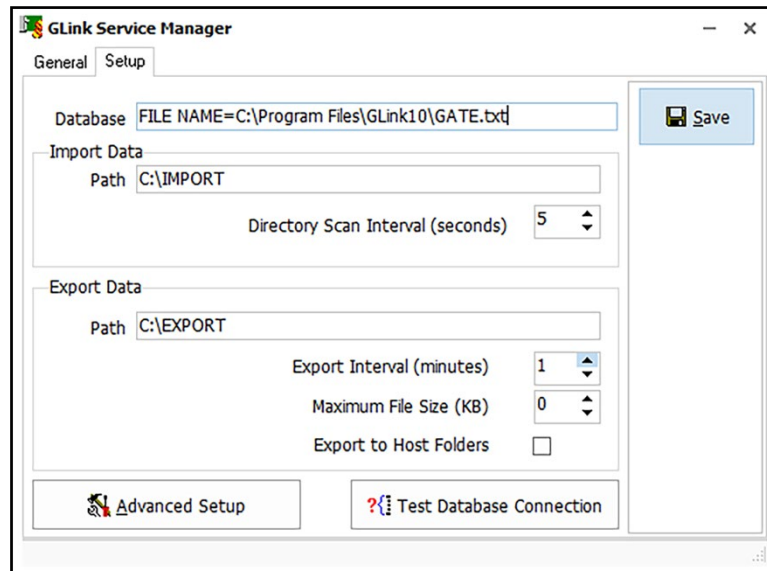 GLink Service Manager
General Setup
Database FILE NAME=C:\Program Files\GLink10\GATE.txt
Save
Import Data
Path C:\IMPORT
Directory Scan Interval (seconds) 5
Export Data
Path C:\EXPORT
Export Interval (minutes) 1
Maximum File Size (KB) 0
Export to Host Folders
Advanced Setup ?{ Test Database Connection